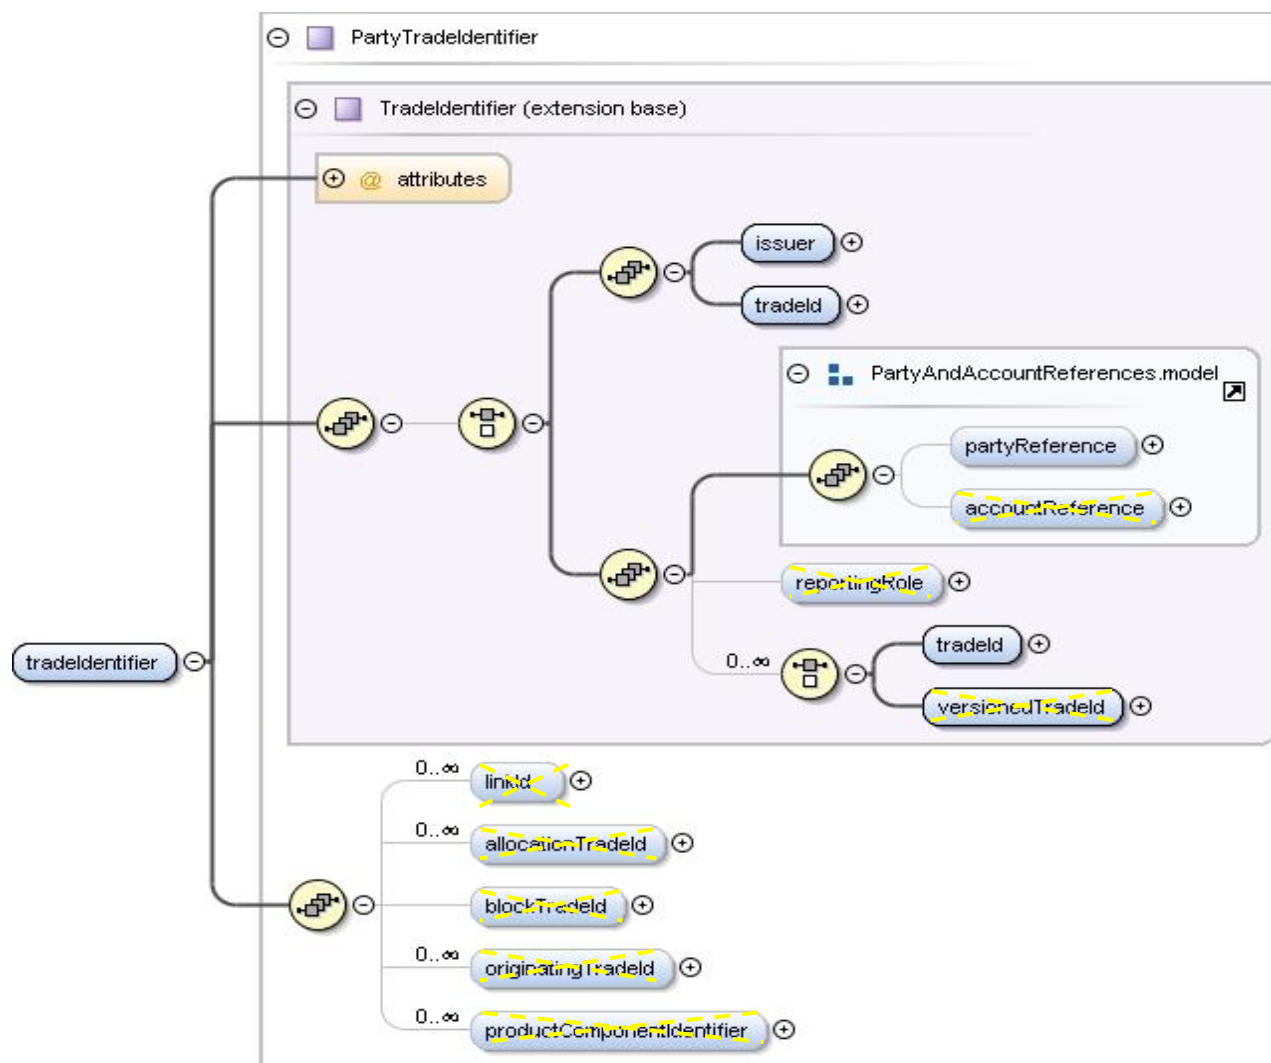 PartyTradeIdentifier
TradeIdentifier (extension base)
@ attributes
issuer
tradeId
PartyAndAccountReferences.model
partyReference
accountReference
reportingRole
tradeIdentifier
0..∞
tradeId
versionedTradeId
0..∞
linkId
0..∞
allocationTradeId
0..∞
blockTradeId
0..∞
originatingTradeId
0..∞
productComponentIdentifier